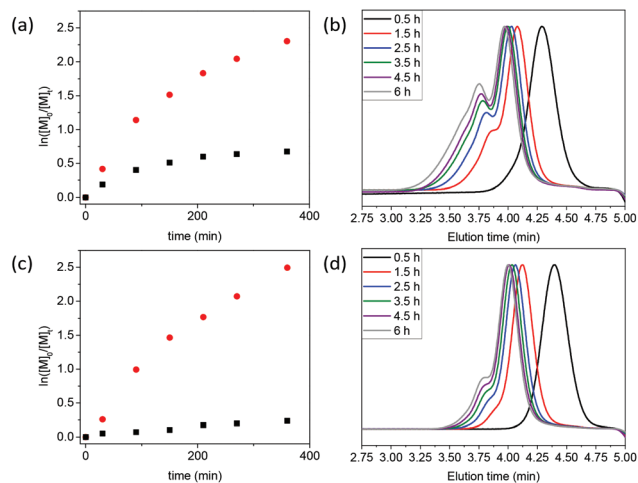 (a)
2.5
2.0
1.5
1.0
0.5
0.0
ln([M]0/[M]t)
0
200
400
time (min)
(b)
0.5 h
1.5 h
2.5 h
3.5 h
4.5 h
6 h
2.75 3.00 3.25 3.50 3.75 4.00 4.25 4.50 4.75 5.00
Elution time (min)
(c)
2.5
2.0
1.5
1.0
0.5
0.0
ln([M]0/[M]t)
0
200
400
time (min)
(d)
0.5 h
1.5 h
2.5 h
3.5 h
4.5 h
6 h
2.75 3.00 3.25 3.50 3.75 4.00 4.25 4.50 4.75 5.00
Elution time (min)